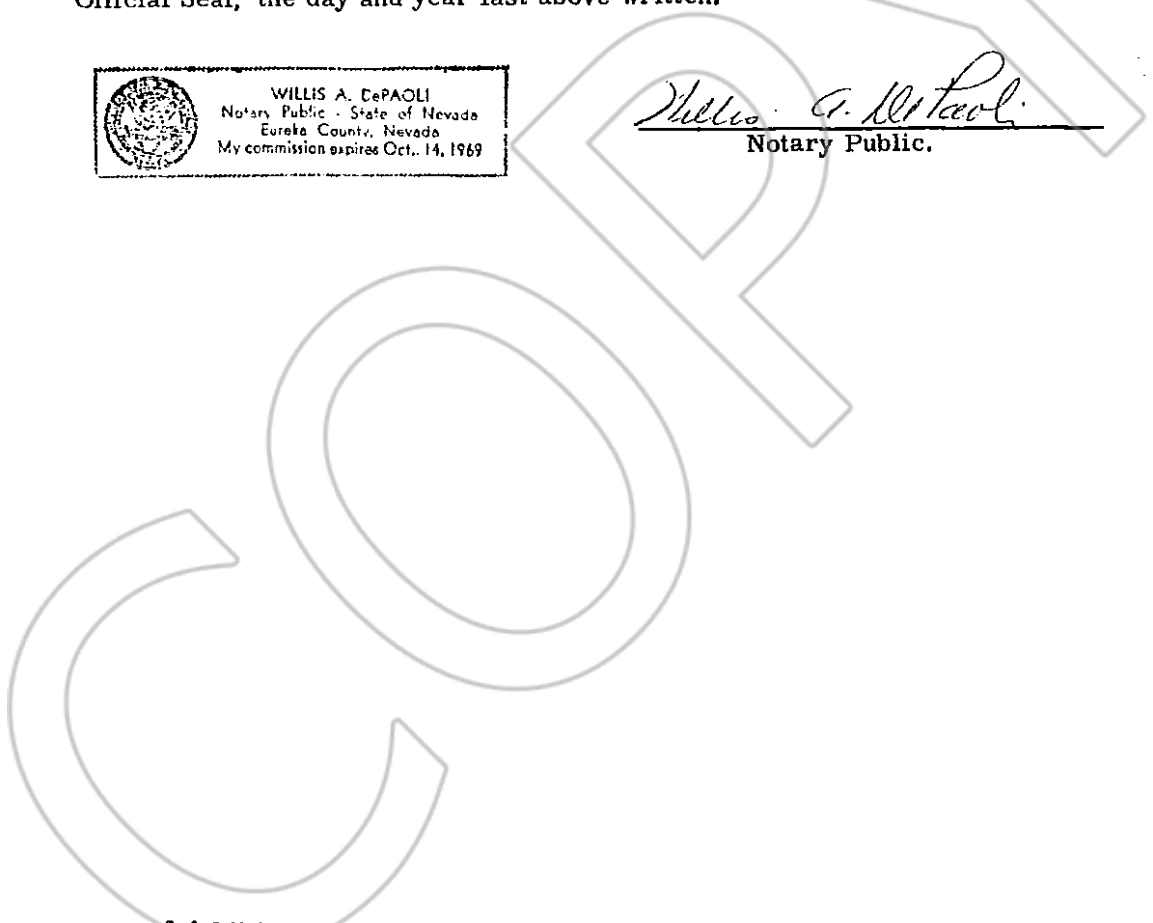 Official Seal, the day and year last above written.
WILLIS A. DePAOLI
Notary Public - State of Nevada
Eureka County, Nevada
My commission expires Oct.. 14, 1969
Willis A. DePaoli
Notary Public.
COPY